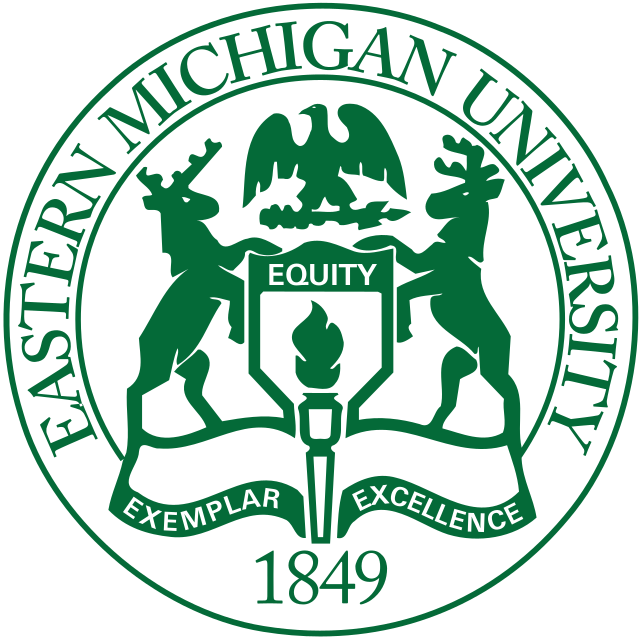 EASTERN MICHIGAN UNIVERSITY
EQUITY
EXEMPLAR
EXCELLENCE
1849